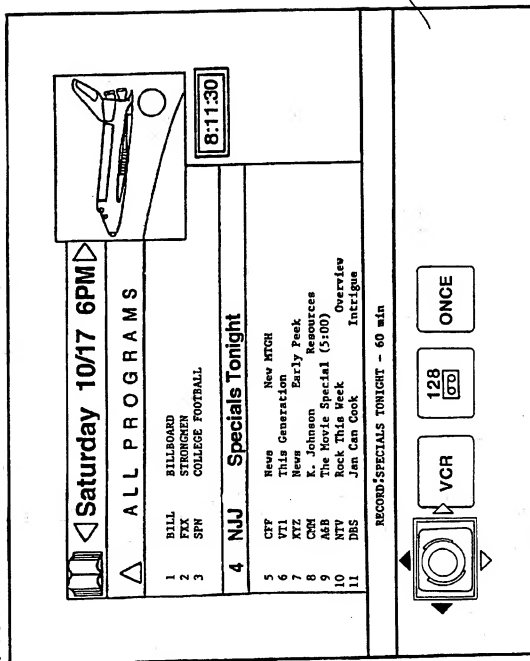 Saturday 10/17 6PM
ALL PROGRAMS
8:11:30
1 BILL BILLBOARD
2 FXX STRONGMEN
3 SPN COLLEGE FOOTBALL
4 NJJ Specials Tonight
5 CFF News New MTGH
6 VT1 This Generation
7 KYZ News Early Peek
8 CMM K. Johnson Resources
9 A&B The Movie Special (5:00)
10 NTV Rock This Week Overview
11 DBS Jan Can Cook Intrigue
RECORD:SPECIALS TONIGHT - 60 min
VCR
128
ONCE